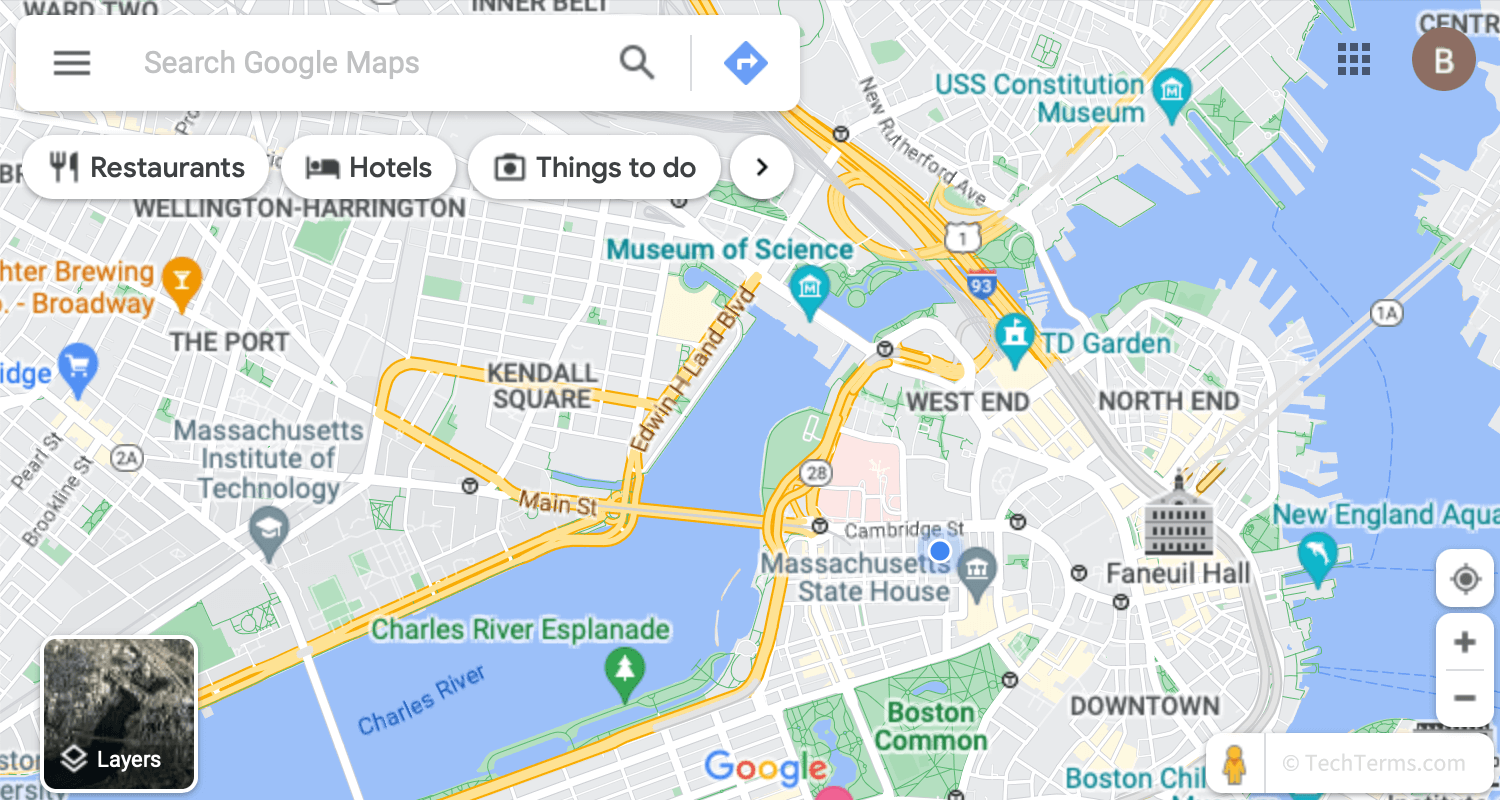 WARD TWO
INNER BELT
Search Google Maps
USS Constitution
Museum
B
New Rutherford Ave
Restaurants
Hotels
Things to do
WELLINGTON-HARRINGTON
1
Museum of Science
93
hter Brewing
. - Broadway
1A
THE PORT
Edwin H Land Blvd
TD Garden
idge
KENDALL
SQUARE
WEST END
NORTH END
Massachusetts
Institute of
Technology
Pearl St
2A
Brookline St
28
Main St
Cambridge St
New England Aqua
Massachusetts
State House
Faneuil Hall
Charles River Esplanade
Charles River
DOWNTOWN
Boston
Common
Layers
Google
Boston Chil
© TechTerms.com